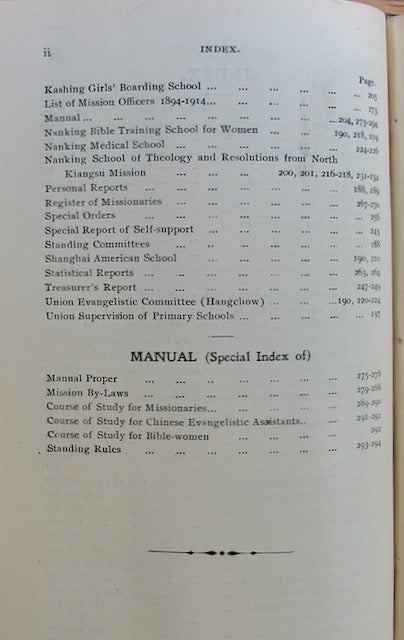 ii INDEX.
Page.
Kashing Girls' Boarding School ... ... ... ... ... 205
List of Mission Officers 1894-1914... ... ... ... ... 273
Manual... ... ... ... ... ... ... ...204, 275-294
Nanking Bible Training School for Women ... ... 190, 218, 219
Nanking Medical School ... ... ... ... ... 224-226
Nanking School of Theology and Resolutions from North
Kiangsu Mission ... ... ... 200, 201, 216-218, 231-234
Personal Reports ... ... ... ... ... ... 188, 189
Register of Missionaries ... ... ... ... ... 267-270
Special Orders ... ... ... ... ... ... ... 256
Special Report of Self-support ... ... ... ... ... 245
Standing Committees ... ... ... ... ... ... 188
Shanghai American School ... ... ... ... 190, 210
Statistical Reports ... ... ... ... ... ... 263, 264
Treasurer's Report ... ... ... ... ... ... 247-249
Union Evangelistic Committee (Hangchow) ... ... ...190, 220-224
Union Supervision of Primary Schools ... ... ... ... ... 197
MANUAL (Special Index of)
Manual Proper ... ... ... ... ... ... 275-278
Mission By-Laws ... ... ... ... ... ... 279-288
Course of Study for Missionaries... ... ... ... ... 289-290
Course of Study for Chinese Evangelistic Assistants.. ... ... 291-292
Course of Study for Bible-women ... ... ... ... 292
Standing Rules ... ... ... ... ... ... 293-294